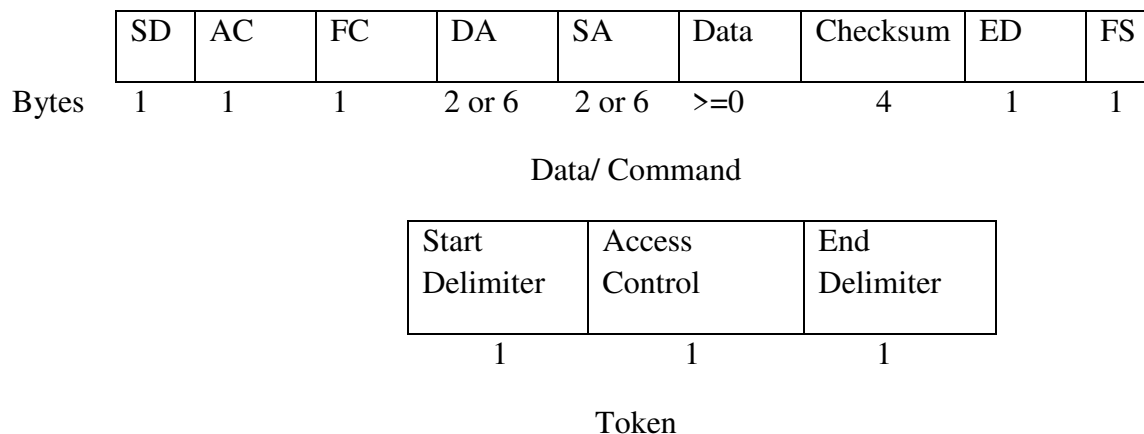 SD AC FC DA SA Data Checksum ED FS
Bytes 1 1 1 2 or 6 2 or 6 >=0 4 1 1
Data/ Command
Start Access End
Delimiter Control Delimiter
1 1 1
Token